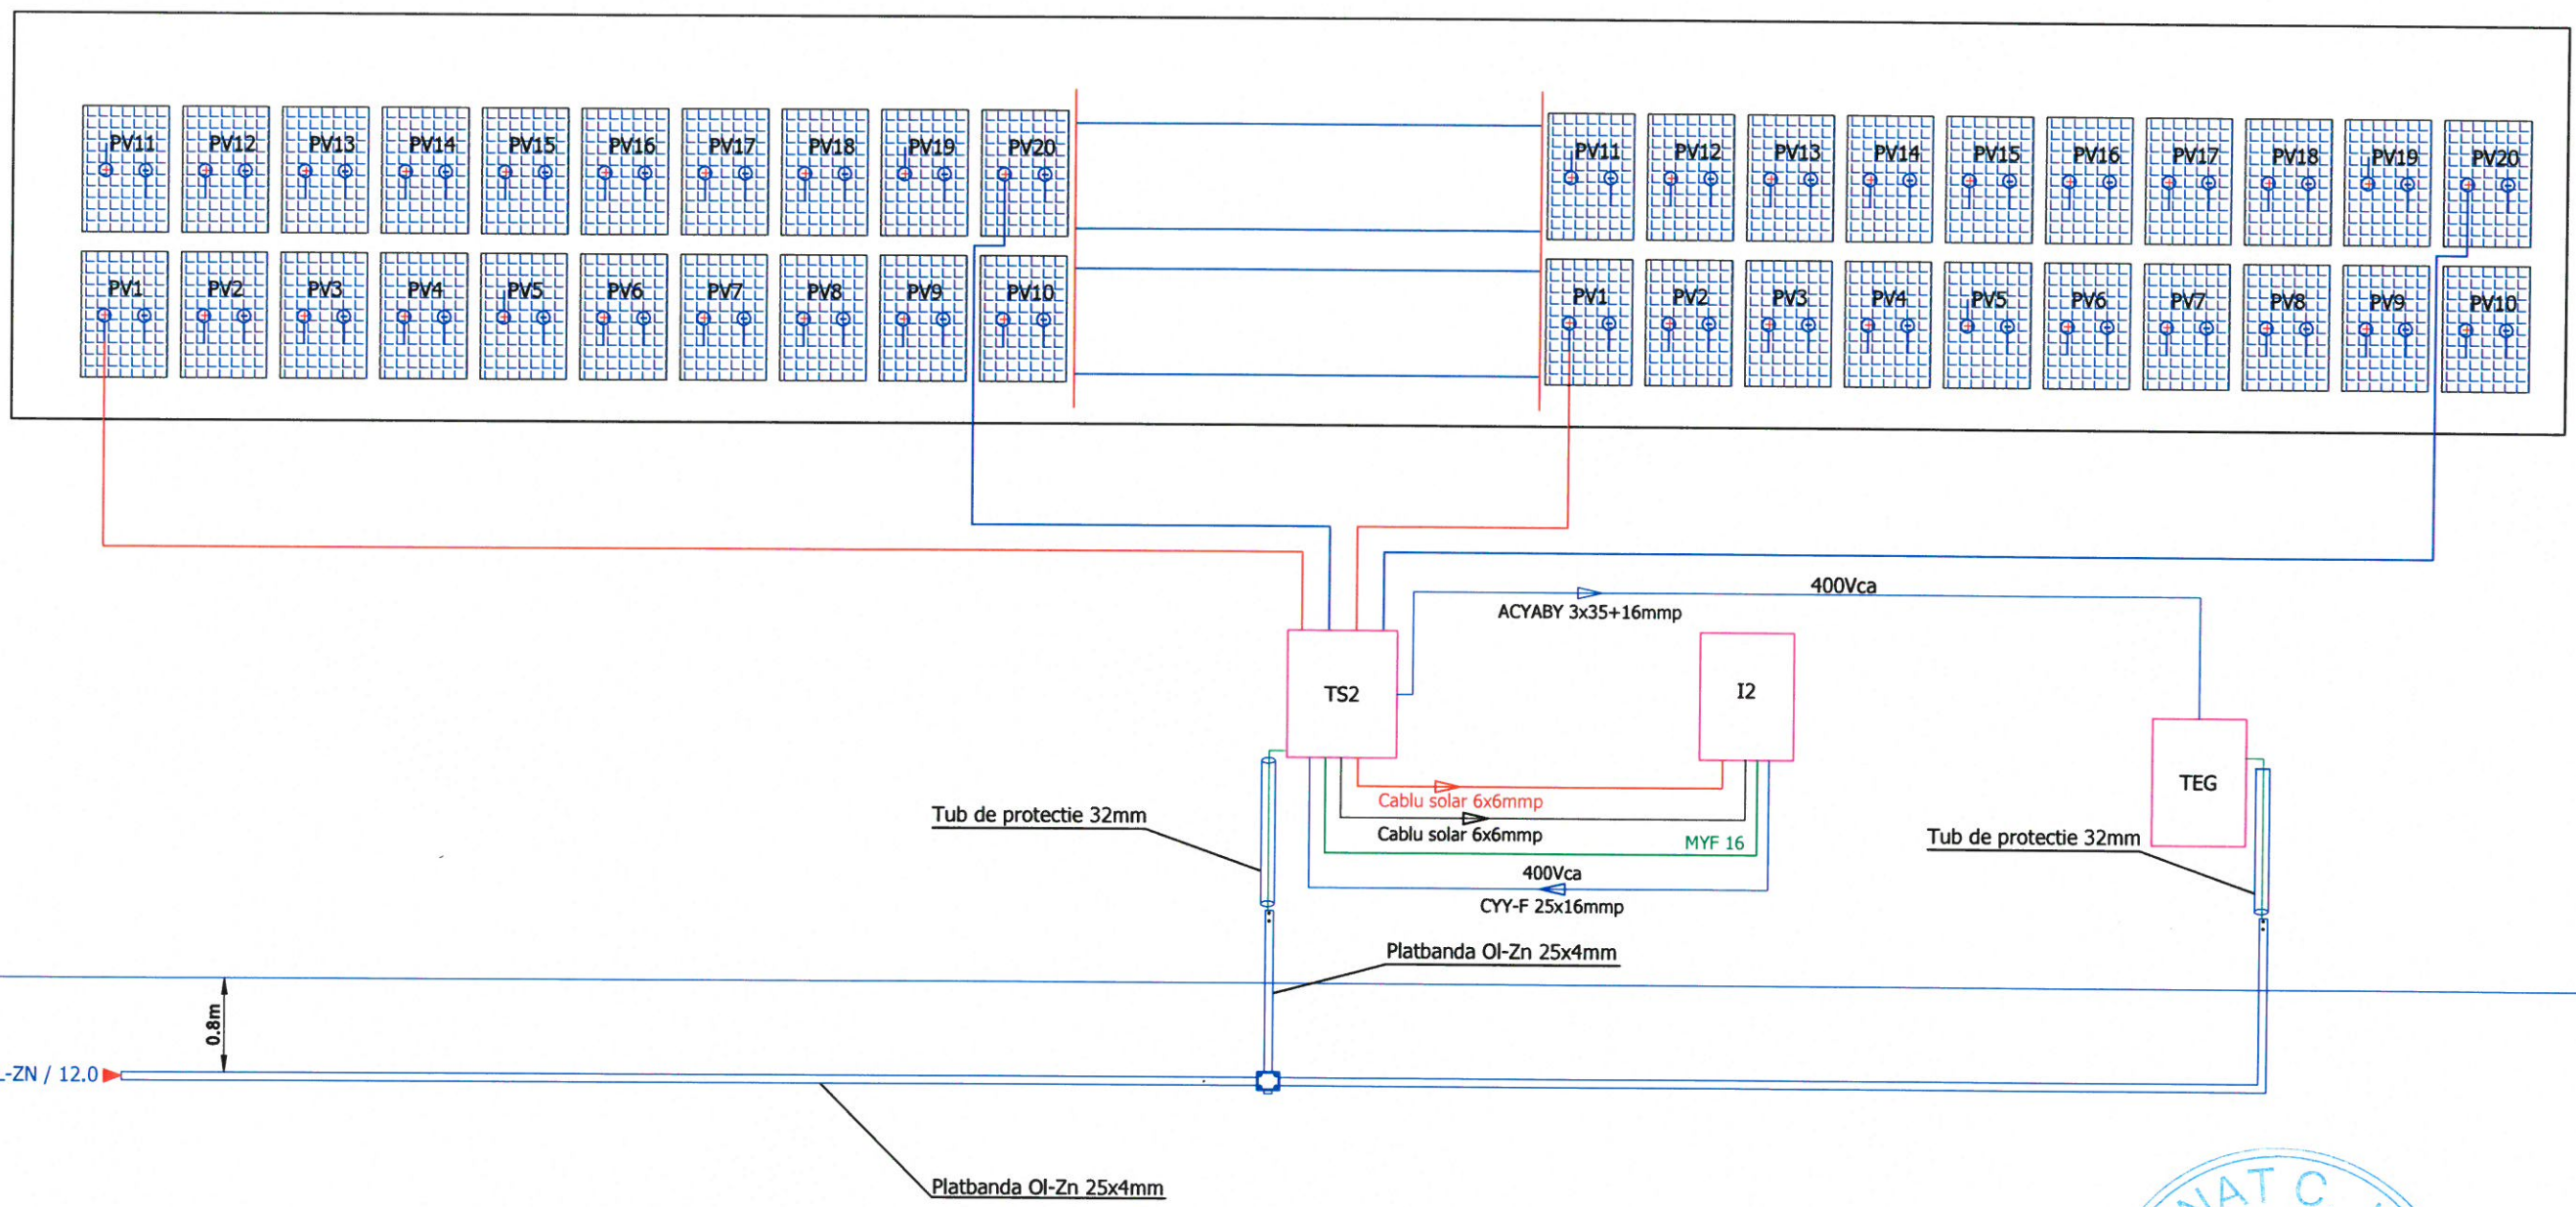 PV11 PV12 PV13 PV14 PV15 PV16 PV17 PV18 PV19 PV20
PV11 PV12 PV13 PV14 PV15 PV16 PV17 PV18 PV19 PV20
PV1 PV2 PV3 PV4 PV5 PV6 PV7 PV8 PV9 PV10
PV1 PV2 PV3 PV4 PV5 PV6 PV7 PV8 PV9 PV10
400Vca
ACYABY 3x35+16mmp
TS2
I2
TEG
Cablu solar 6x6mmp
Cablu solar 6x6mmp
MYF 16
400Vca
CYY-F 25x16mmp
Tub de protectie 32mm
Tub de protectie 32mm
Platbanda Ol-Zn 25x4mm
0.8m
L-ZN / 12.0
Platbanda Ol-Zn 25x4mm
NAT C